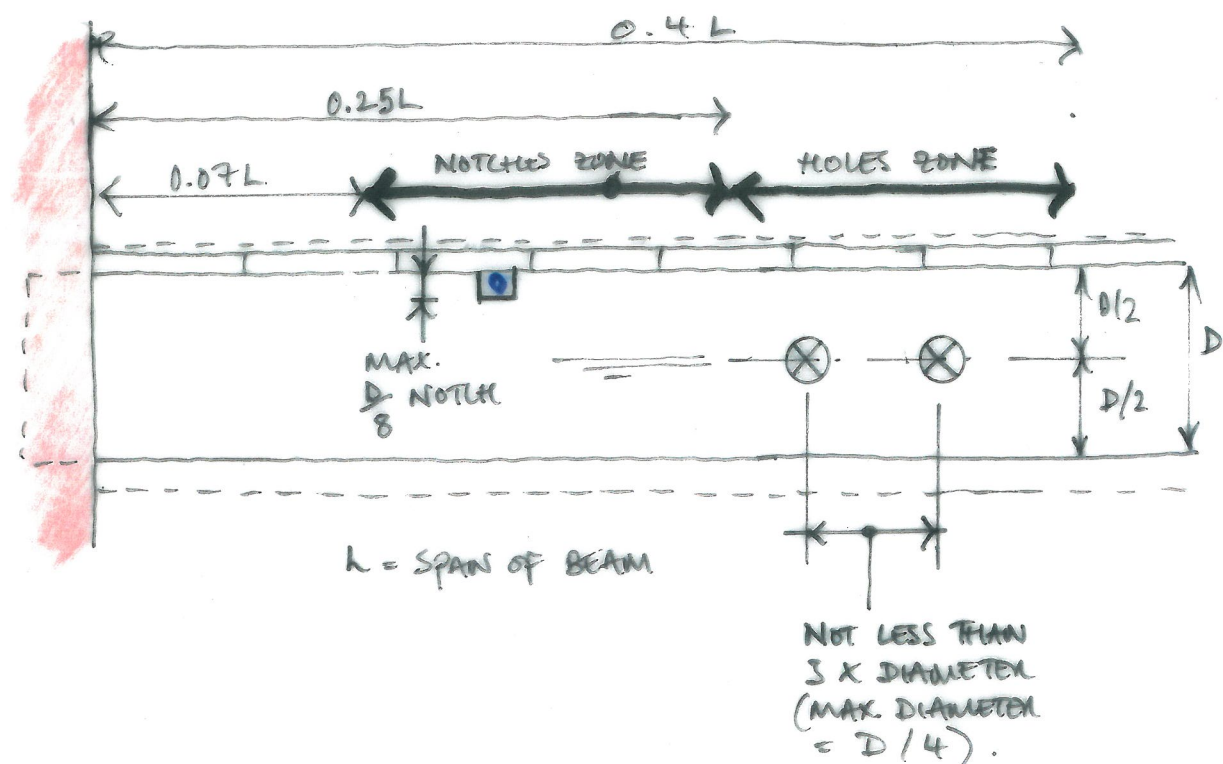 0.4 L
0.25L
0.07L
NOTCHES ZONE
HOLES ZONE
MAX.
D/8 NOTCH
D/2
D
D/2
L = SPAN OF BEAM
NOT LESS THAN
3 X DIAMETER
(MAX. DIAMETER
= D/4).